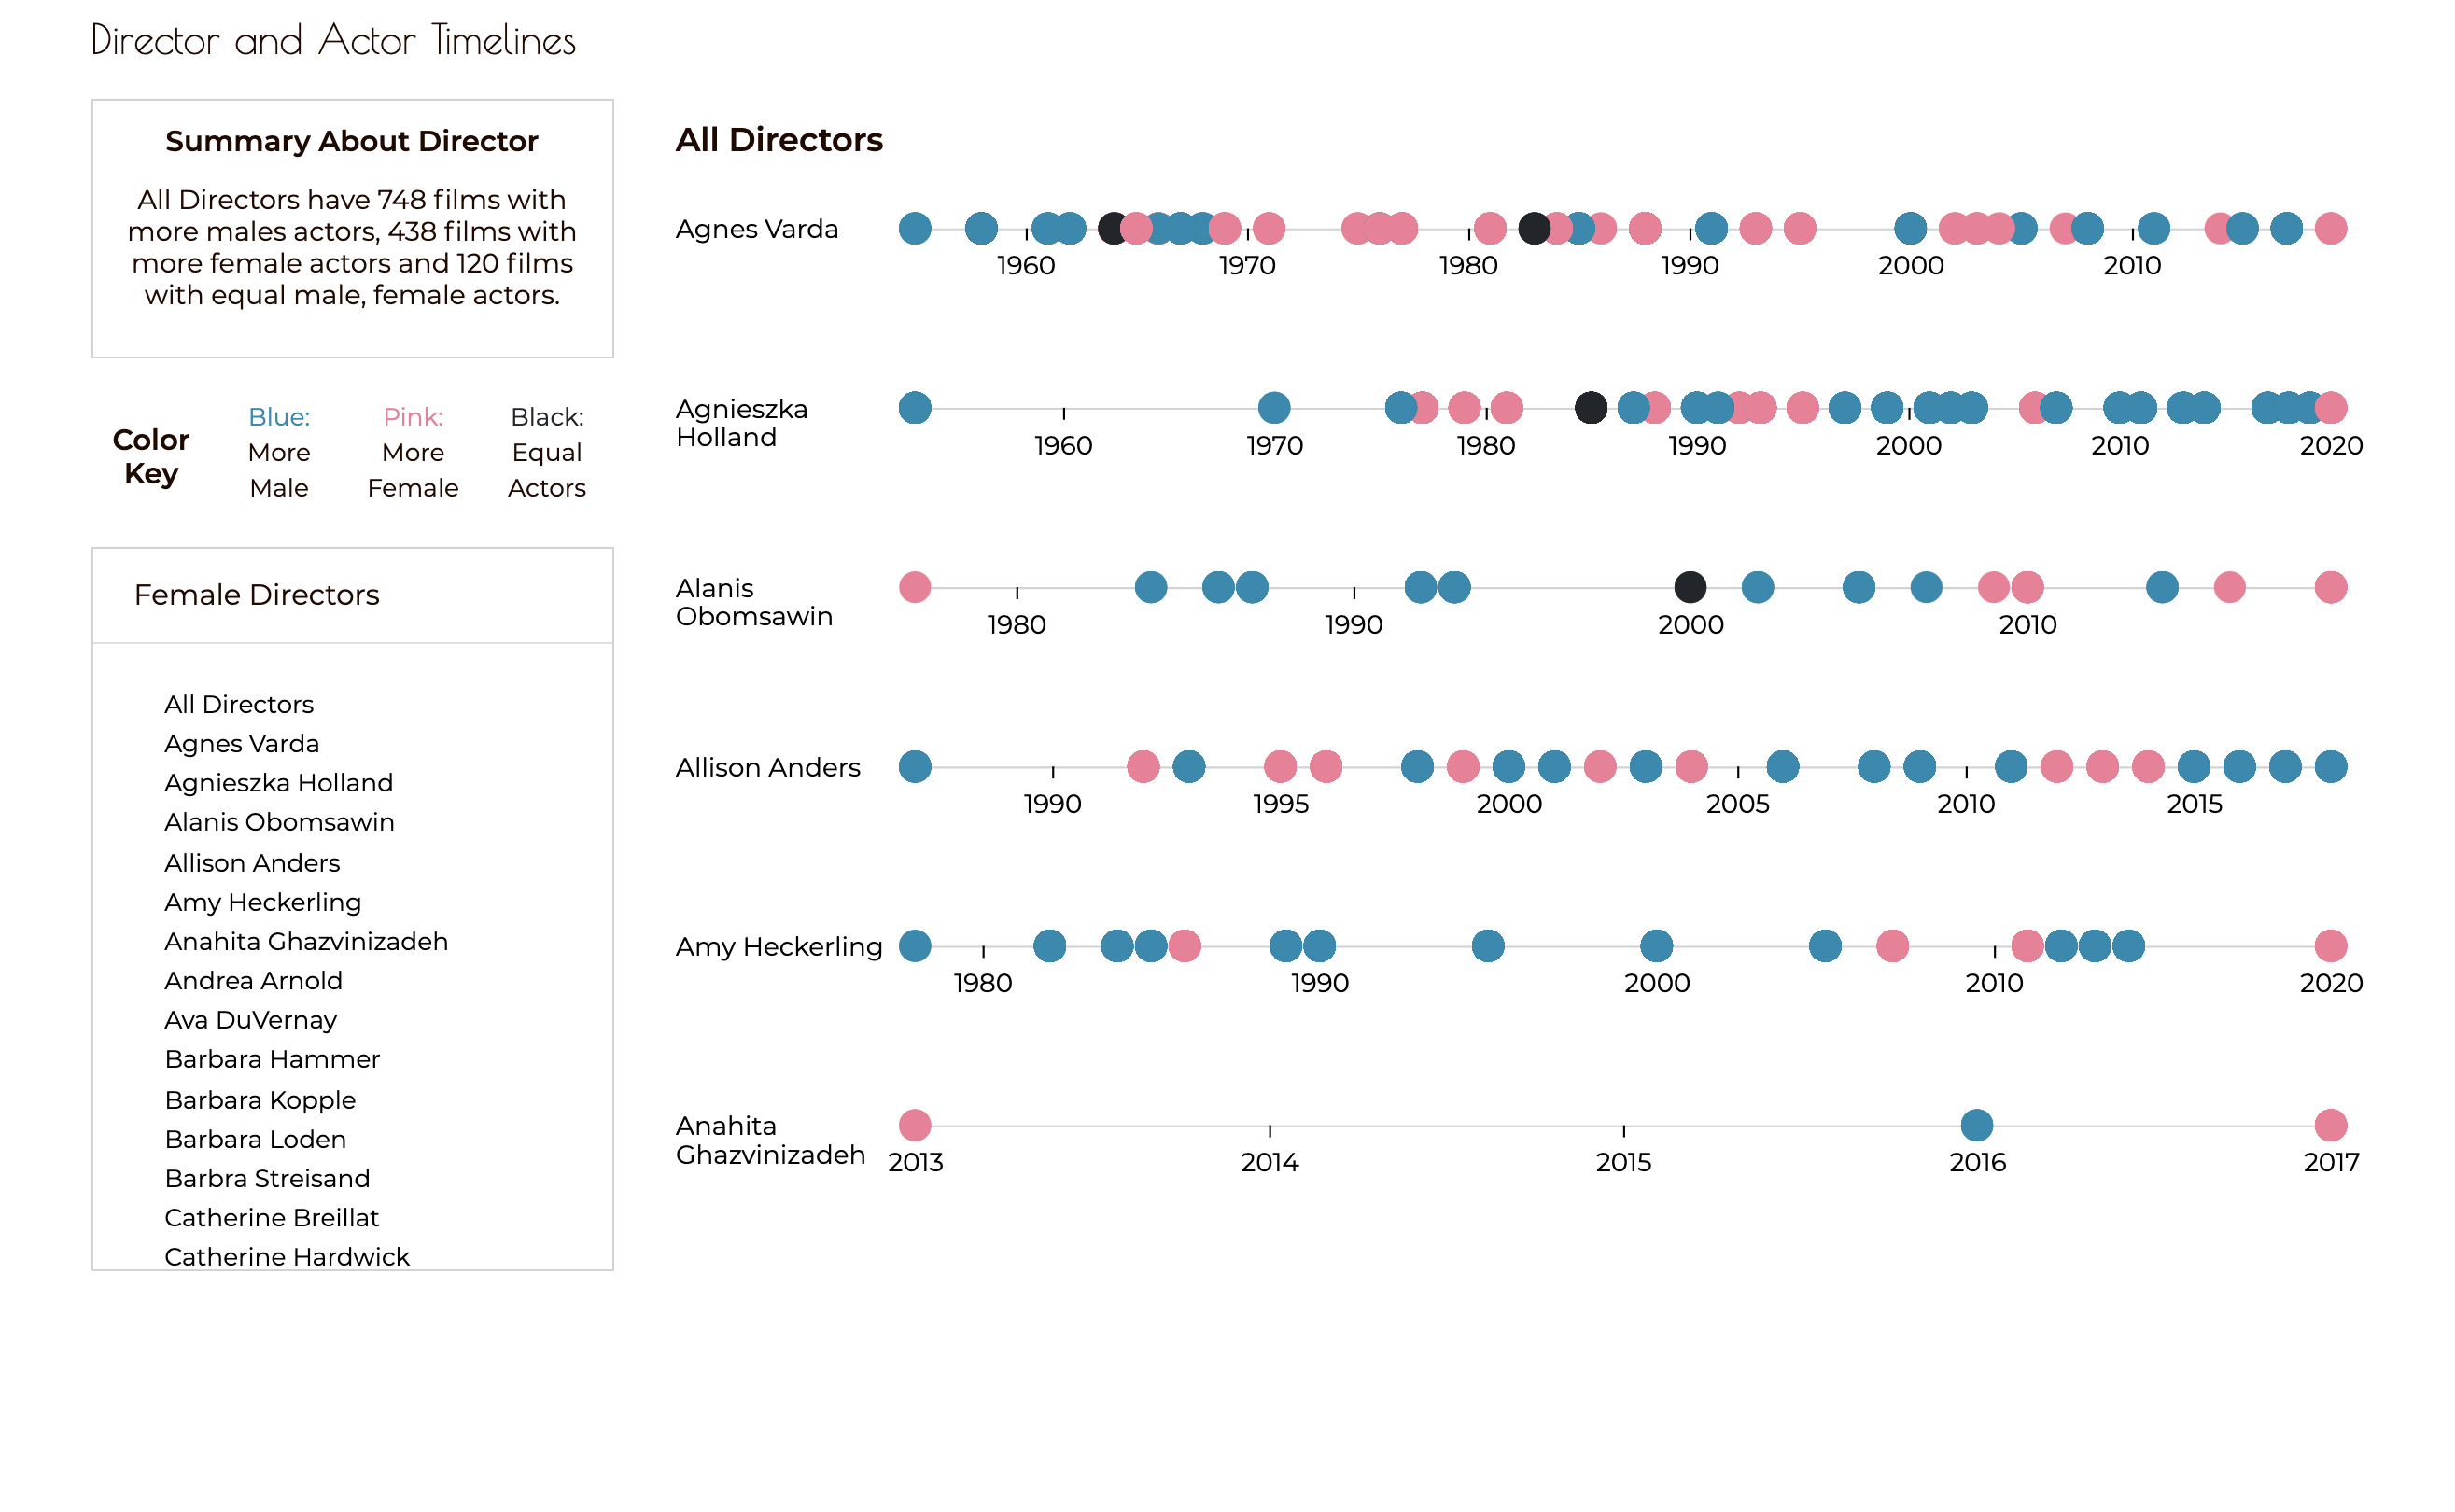 Director and Actor Timelines
Summary About Director
All Directors have 748 films with
more males actors, 438 films with
more female actors and 120 films
with equal male, female actors.
Color
Key
Blue:
More
Male
Pink:
More
Female
Black:
Equal
Actors
Female Directors
All Directors
Agnes Varda
Agnieszka Holland
Alanis Obomsawin
Allison Anders
Amy Heckerling
Anahita Ghazvinizadeh
Andrea Arnold
Ava DuVernay
Barbara Hammer
Barbara Kopple
Barbara Loden
Barbra Streisand
Catherine Breillat
Catherine Hardwick
All Directors
Agnes Varda
1960 1970 1980 1990 2000 2010
Agnieszka
Holland
1960 1970 1980 1990 2000 2010 2020
Alanis
Obomsawin
1980 1990 2000 2010
Allison Anders
1990 1995 2000 2005 2010 2015
Amy Heckerling
1980 1990 2000 2010 2020
Anahita
Ghazvinizadeh
2013 2014 2015 2016 2017